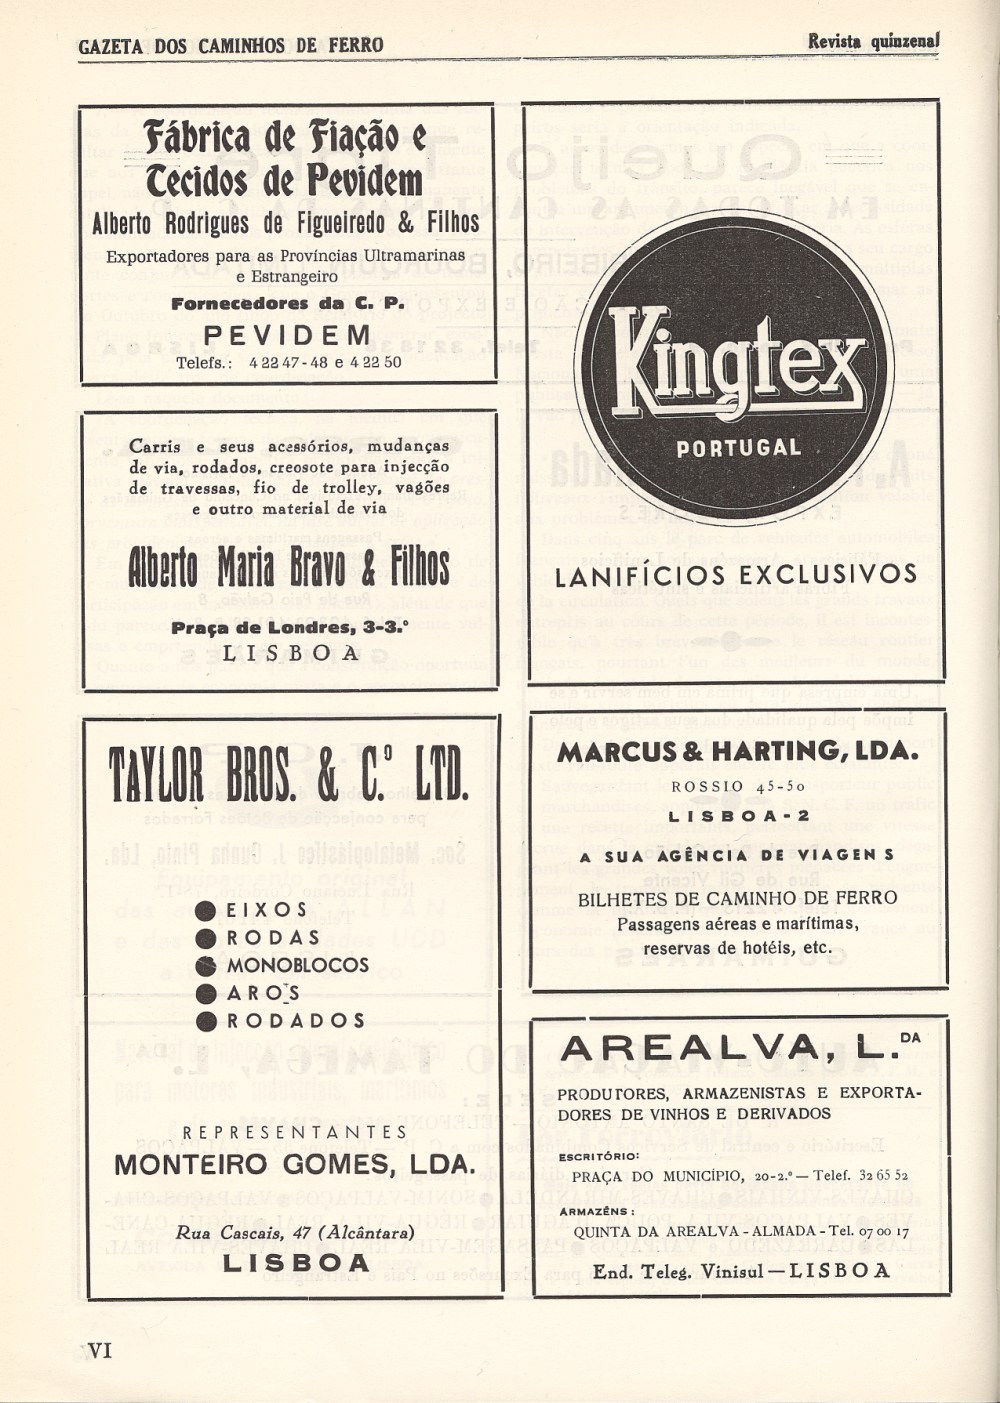 GAZETA DOS CAMINHOS DE FERRO
Revista quinzenal
Fábrica de Fiação e
Tecidos de Pevidem
Alberto Rodrigues de Figueiredo & Filhos
Exportadores para as Províncias Ultramarinas
e Estrangeiro
Fornecedores da C. P.
PEVIDEM
Telefs.: 4 22 47-48 e 4 22 50
Carris e seus acessórios, mudanças
de via, rodados, creosote para injecção
de travessas, fio de trolley, vagões
e outro material de via
Alberto Maria Bravo & Filhos
Praça de Londres, 3-3.º
LISBOA
TAYLOR BROS. & Cº LTD.
● EIXOS
● RODAS
● MONOBLOCOS
● AROS
● RODADOS
REPRESENTANTES
MONTEIRO GOMES, LDA.
Rua Cascais, 47 (Alcântara)
LISBOA
Kingtex
PORTUGAL
LANIFÍCIOS EXCLUSIVOS
MARCUS & HARTING, LDA.
ROSSIO 45-50
LISBOA-2
A SUA AGÊNCIA DE VIAGENS
BILHETES DE CAMINHO DE FERRO
Passagens aéreas e marítimas,
reservas de hotéis, etc.
AREALVA, L.DA
PRODUTORES, ARMAZENISTAS E EXPORTA-
DORES DE VINHOS E DERIVADOS
ESCRITÓRIO:
PRAÇA DO MUNICÍPIO, 20-2.º — Telef. 32 65 52
ARMAZÉNS:
QUINTA DA AREALVA - ALMADA - Tel. 07 00 17
End. Teleg. Vinisul — LISBOA
VI